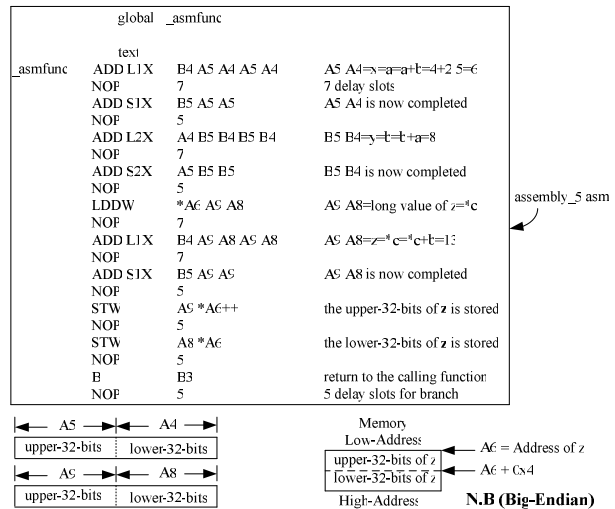 global _asmfunc
text
_asmfunc ADD L1X B4 A5 A4 A5 A4 A5 A4=x=a=a+b=4+2 5=6
NOP 7 7 delay slots
ADD S1X B5 A5 A5 A5 A4 is now completed
NOP 5
ADD L2X A4 B5 B4 B5 B4 B5 B4=y=b=b+a=8
NOP 7
ADD S2X A5 B5 B5 B5 B4 is now completed
NOP 5
LDDW *A6 A9 A8 A9 A8=long value of z=*c
NOP 7
ADD L1X B4 A9 A8 A9 A8 A9 A8=z=*c=*c+b=13
NOP 7
ADD S1X B5 A9 A9 A9 A8 is now completed
NOP 5
STW A9 *A6++ the upper-32-bits of z is stored
NOP 5
STW A8 *A6 the lower-32-bits of z is stored
NOP 5
B B3 return to the calling function
NOP 5 5 delay slots for branch
assembly_5 asm
A5 A4
upper-32-bits lower-32-bits
A9 A8
upper-32-bits lower-32-bits
Memory
Low-Address
upper-32-bits of z
lower-32-bits of z
High-Address
A6 = Address of z
A6 + 0x4
N.B (Big-Endian)